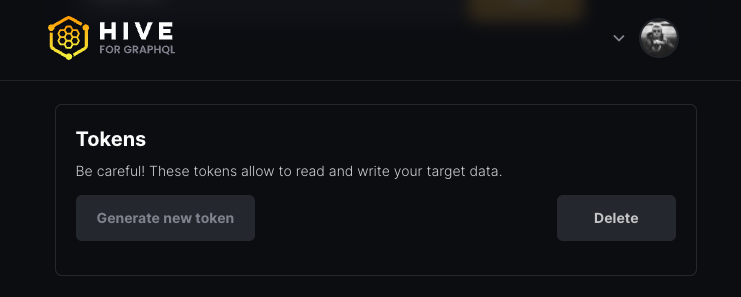 HIVE
FOR GRAPHQL
Tokens
Be careful! These tokens allow to read and write your target data.
Generate new token
Delete